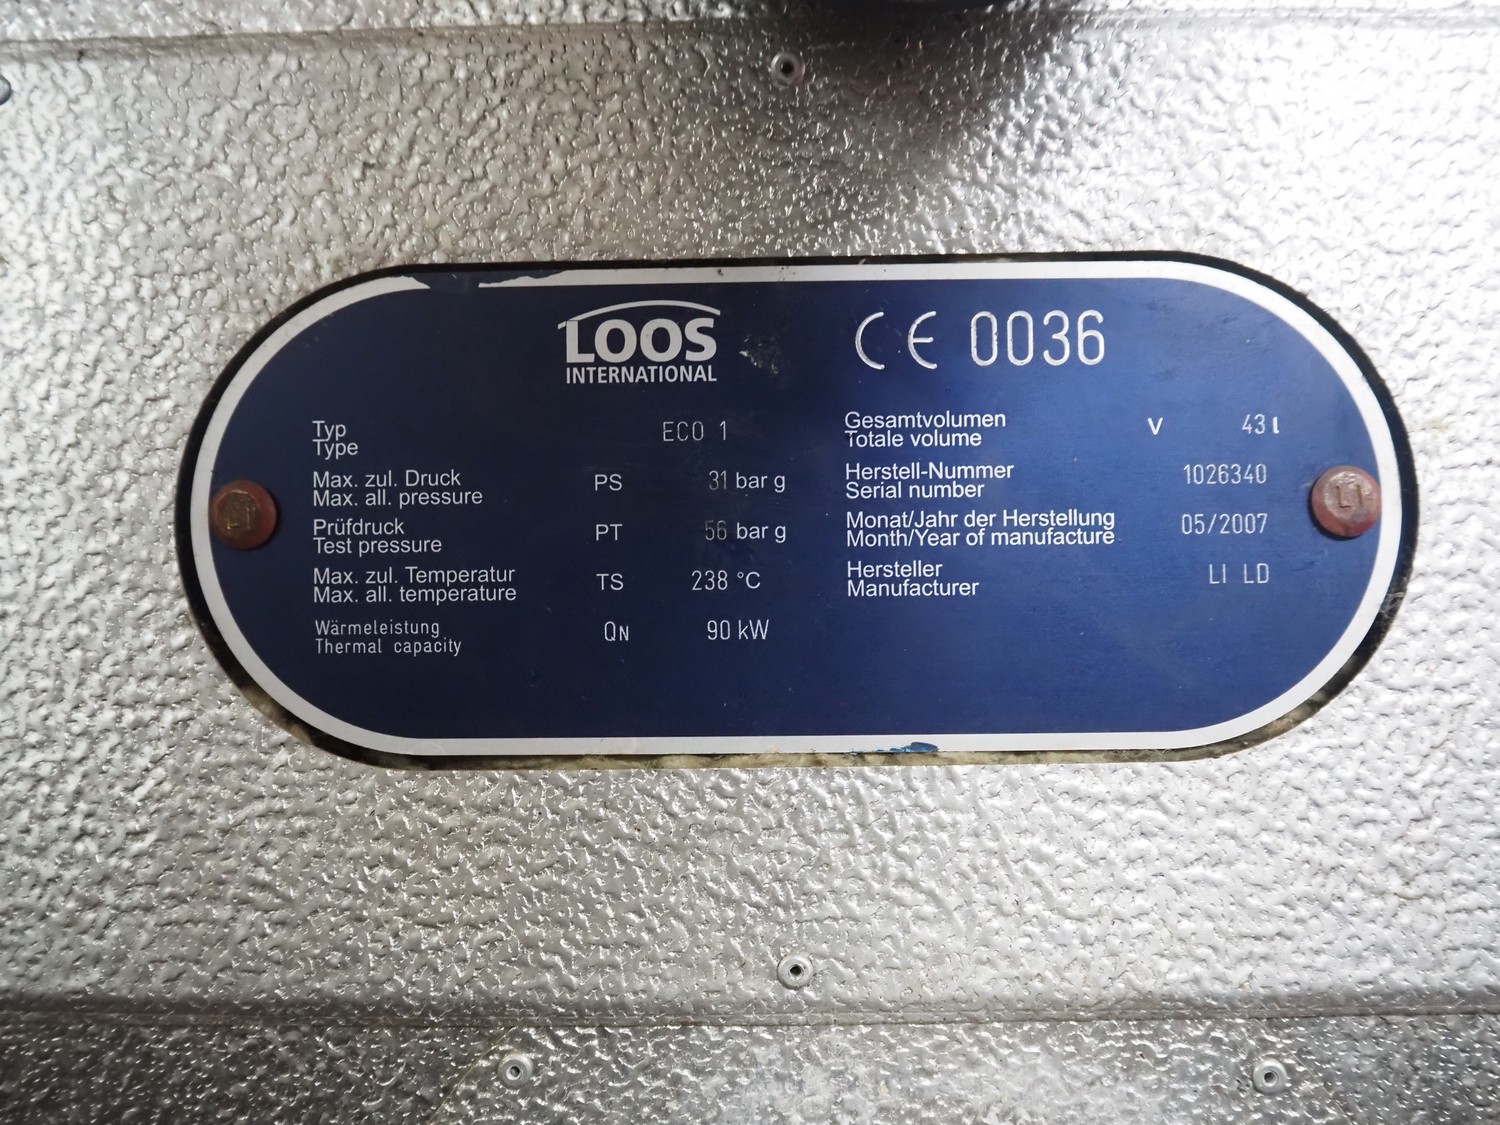 LOOS
INTERNATIONAL
CE 0036
Typ
Type
ECO 1
Max. zul. Druck
Max. all. pressure
PS 31 bar g
Prüfdruck
Test pressure
PT 56 bar g
Max. zul. Temperatur
Max. all. temperature
TS 238 °C
Wärmeleistung
Thermal capacity
QN 90 kW
Gesamtvolumen
Totale volume
V 43 l
Herstell-Nummer
Serial number
1026340
Monat/Jahr der Herstellung
Month/Year of manufacture
05/2007
Hersteller
Manufacturer
LI LD
LI
LI